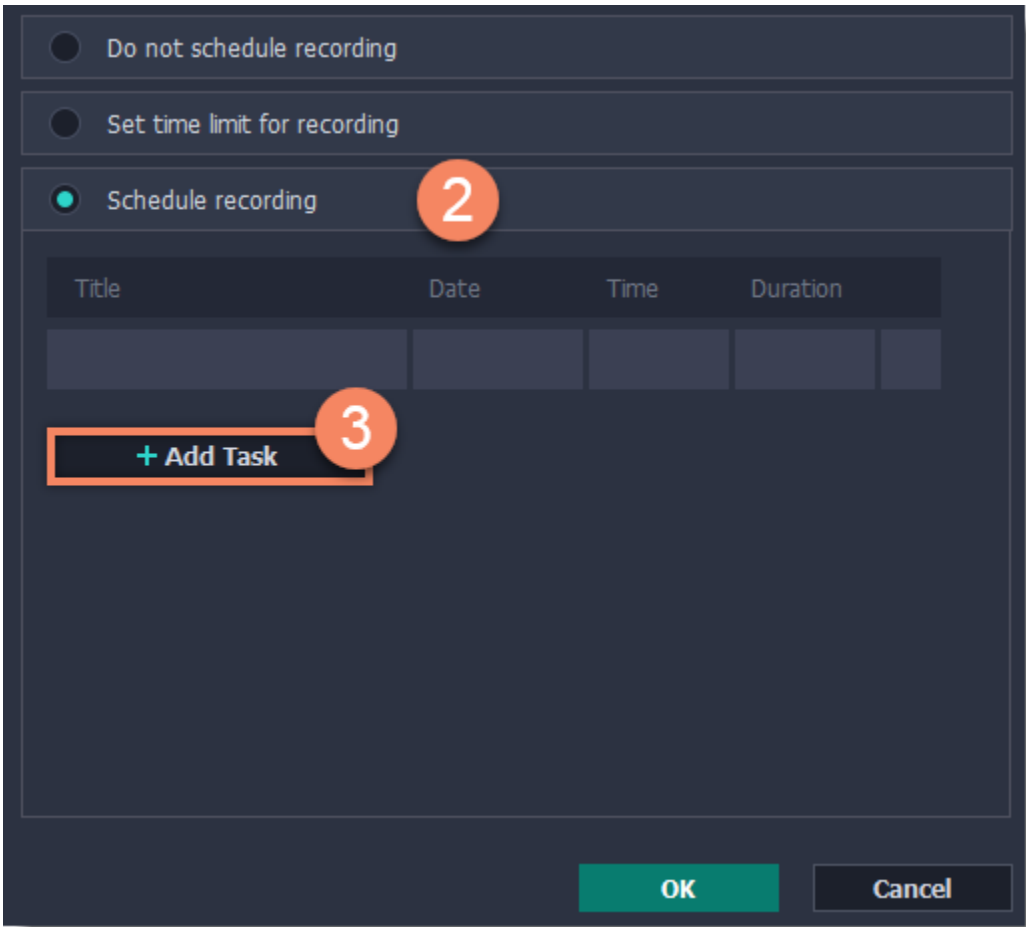 Do not schedule recording
Set time limit for recording
Schedule recording 2
Title Date Time Duration
3
+ Add Task
OK Cancel